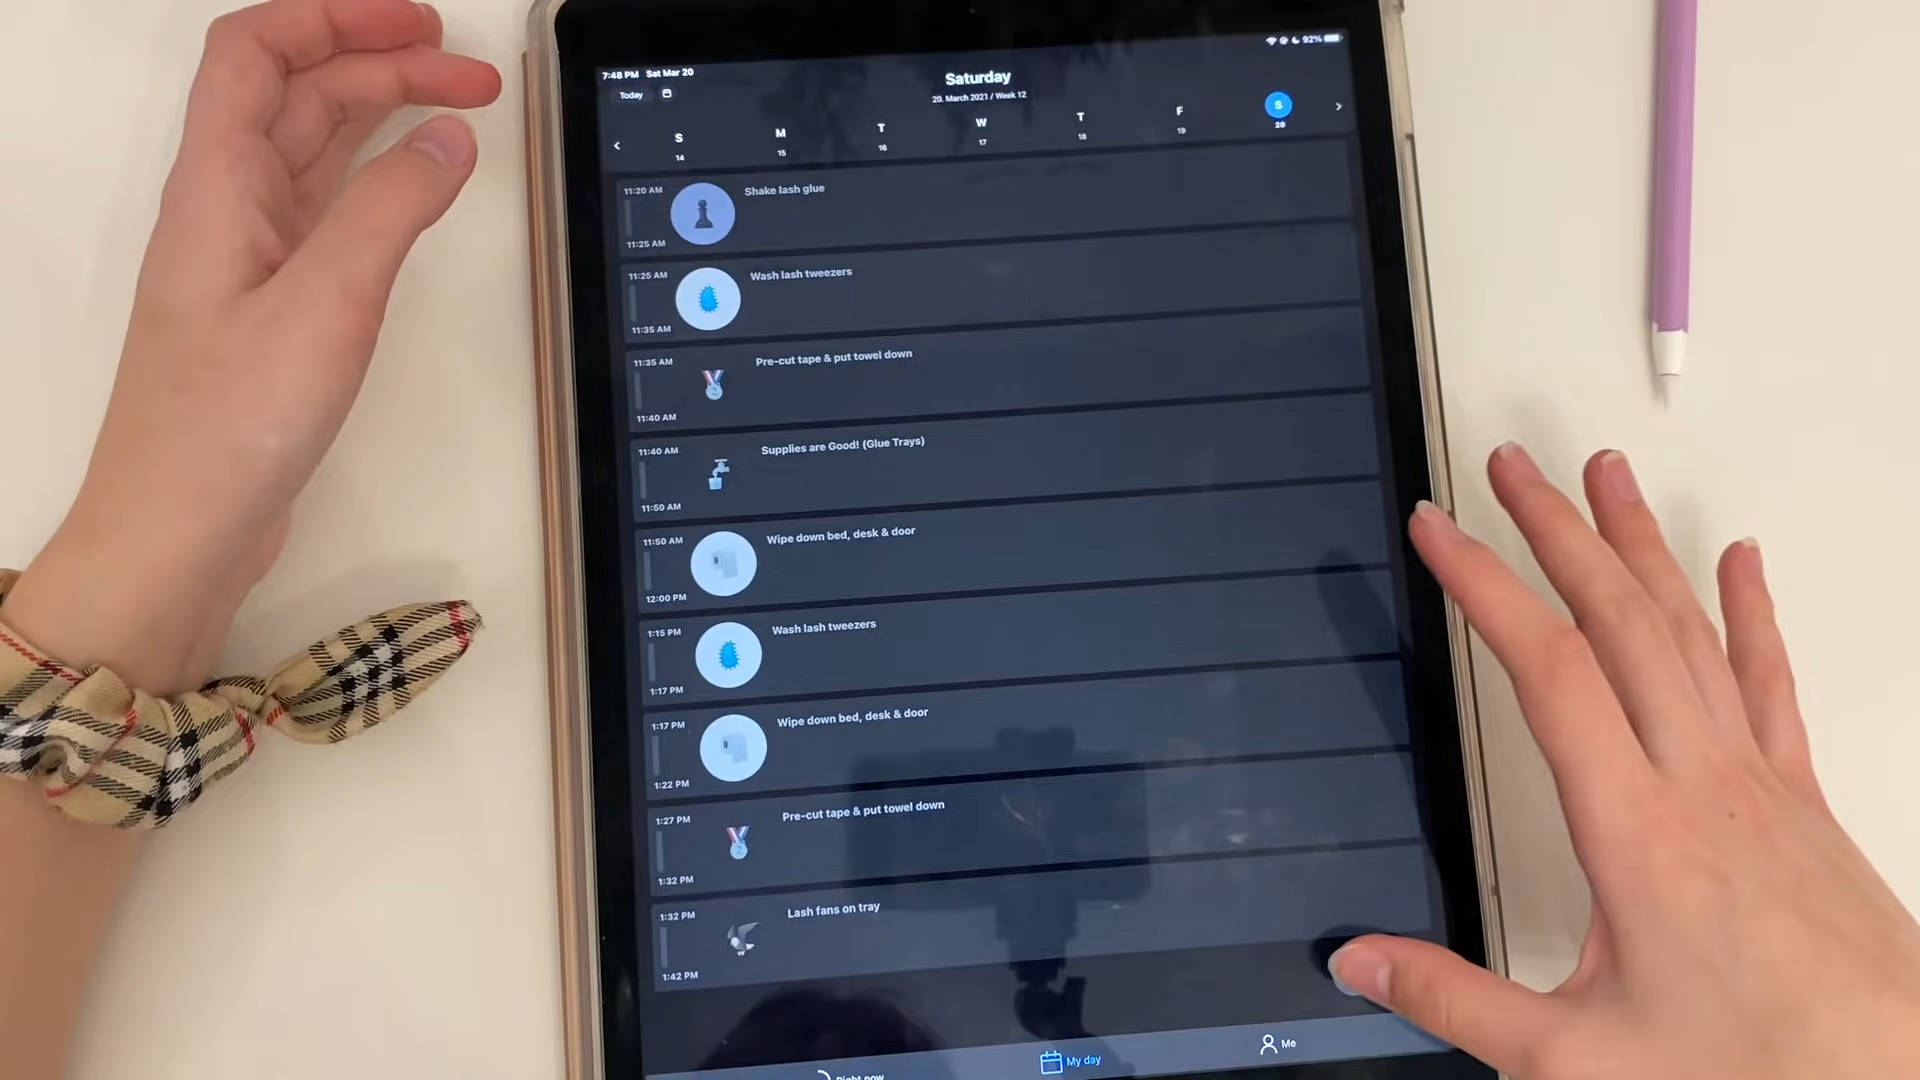 7:48 PM Sat Mar 20
92%
Today
Saturday
20. March 2021 / Week 12
S M T W T F S
14 15 16 17 18 19 20
11:20 AM
Shake lash glue
11:25 AM
11:25 AM
Wash lash tweezers
11:35 AM
11:35 AM
Pre-cut tape & put towel down
11:40 AM
11:40 AM
Supplies are Good! (Glue Trays)
11:50 AM
11:50 AM
Wipe down bed, desk & door
12:00 PM
1:15 PM
Wash lash tweezers
1:17 PM
1:17 PM
Wipe down bed, desk & door
1:22 PM
1:27 PM
Pre-cut tape & put towel down
1:32 PM
1:32 PM
Lash fans on tray
1:42 PM
Right now
My day
Me